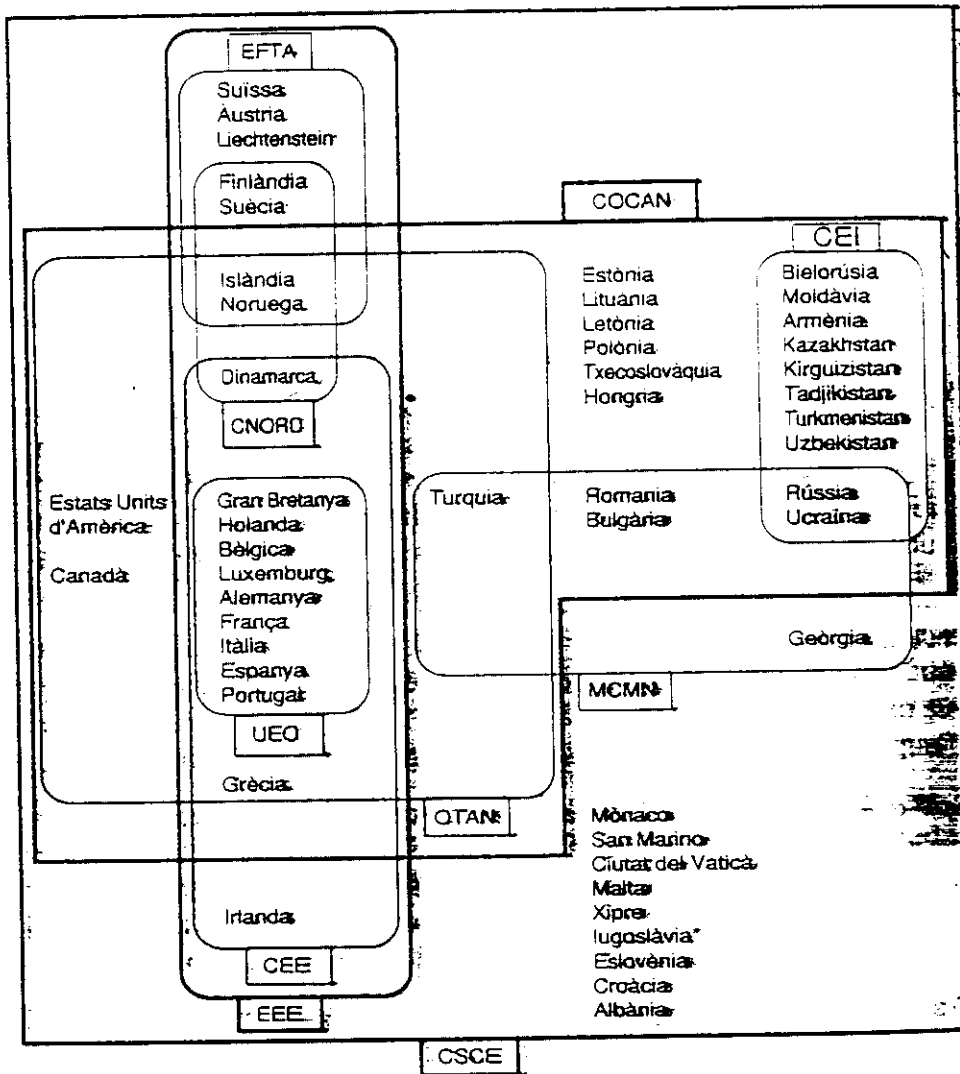 EFTA
Suïssa
Àustria
Liechtenstein
Finlàndia
Suècia
COCAN
CEI
Islàndia
Noruega
Estònia
Lituània
Letònia
Polònia
Txecoslovàquia
Hongria
Bielorúsia
Moldàvia
Armènia
Kazakhstan
Kirguizistan
Tadjikistan
Turkmenistan
Uzbekistan
Dinamarca
CNORD
Estats Units
d'Amèrica
Canadà
Gran Bretanya
Holanda
Bèlgica
Luxemburg
Alemanya
França
Itàlia
Espanya
Portugal
UEO
Turquia
Romania
Bulgària
Rússia
Ucraïna
Geòrgia
MCMN
Grècia
OTAN
Mònaco
San Marino
Ciutat del Vaticà
Malta
Xipre
Iugoslàvia*
Eslovènia
Croàcia
Albània
Irlanda
CEE
EEE
CSCE